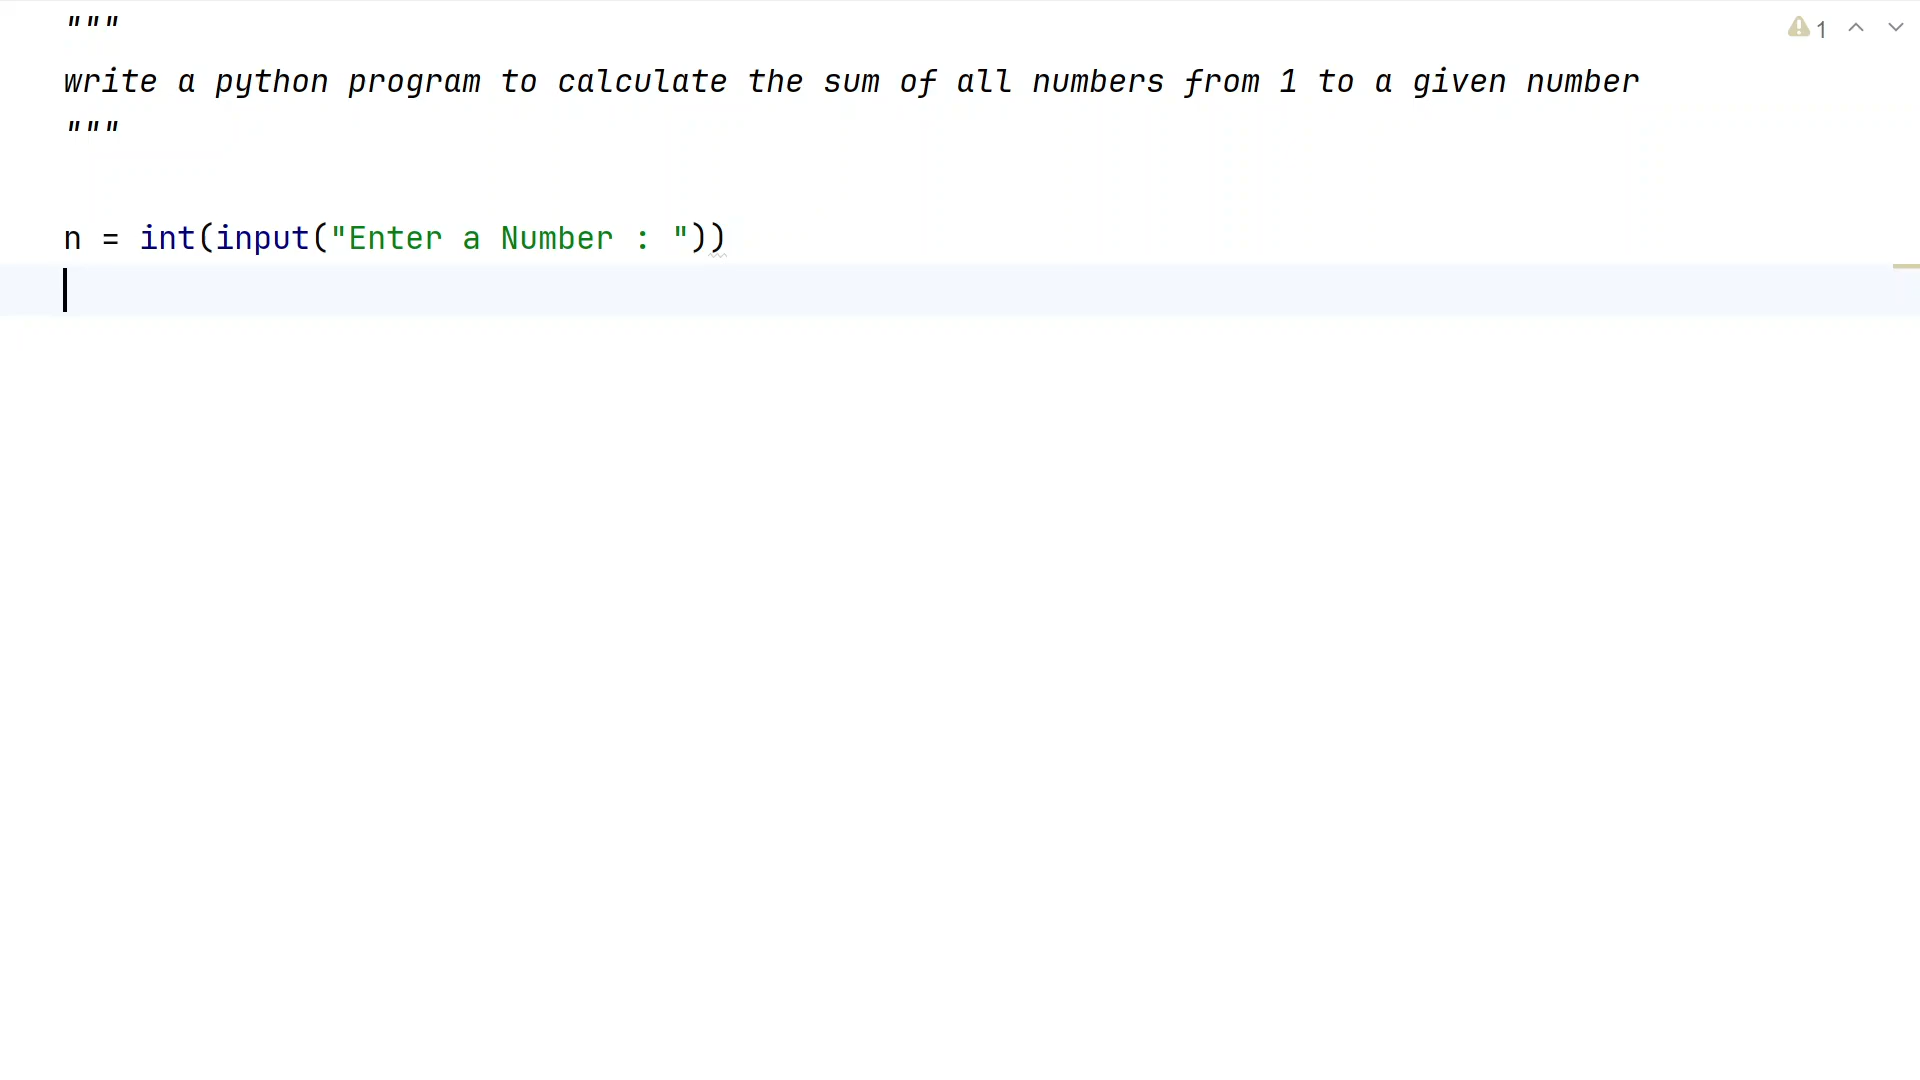 """
1
write a python program to calculate the sum of all numbers from 1 to a given number
"""
n = int(input("Enter a Number : "))